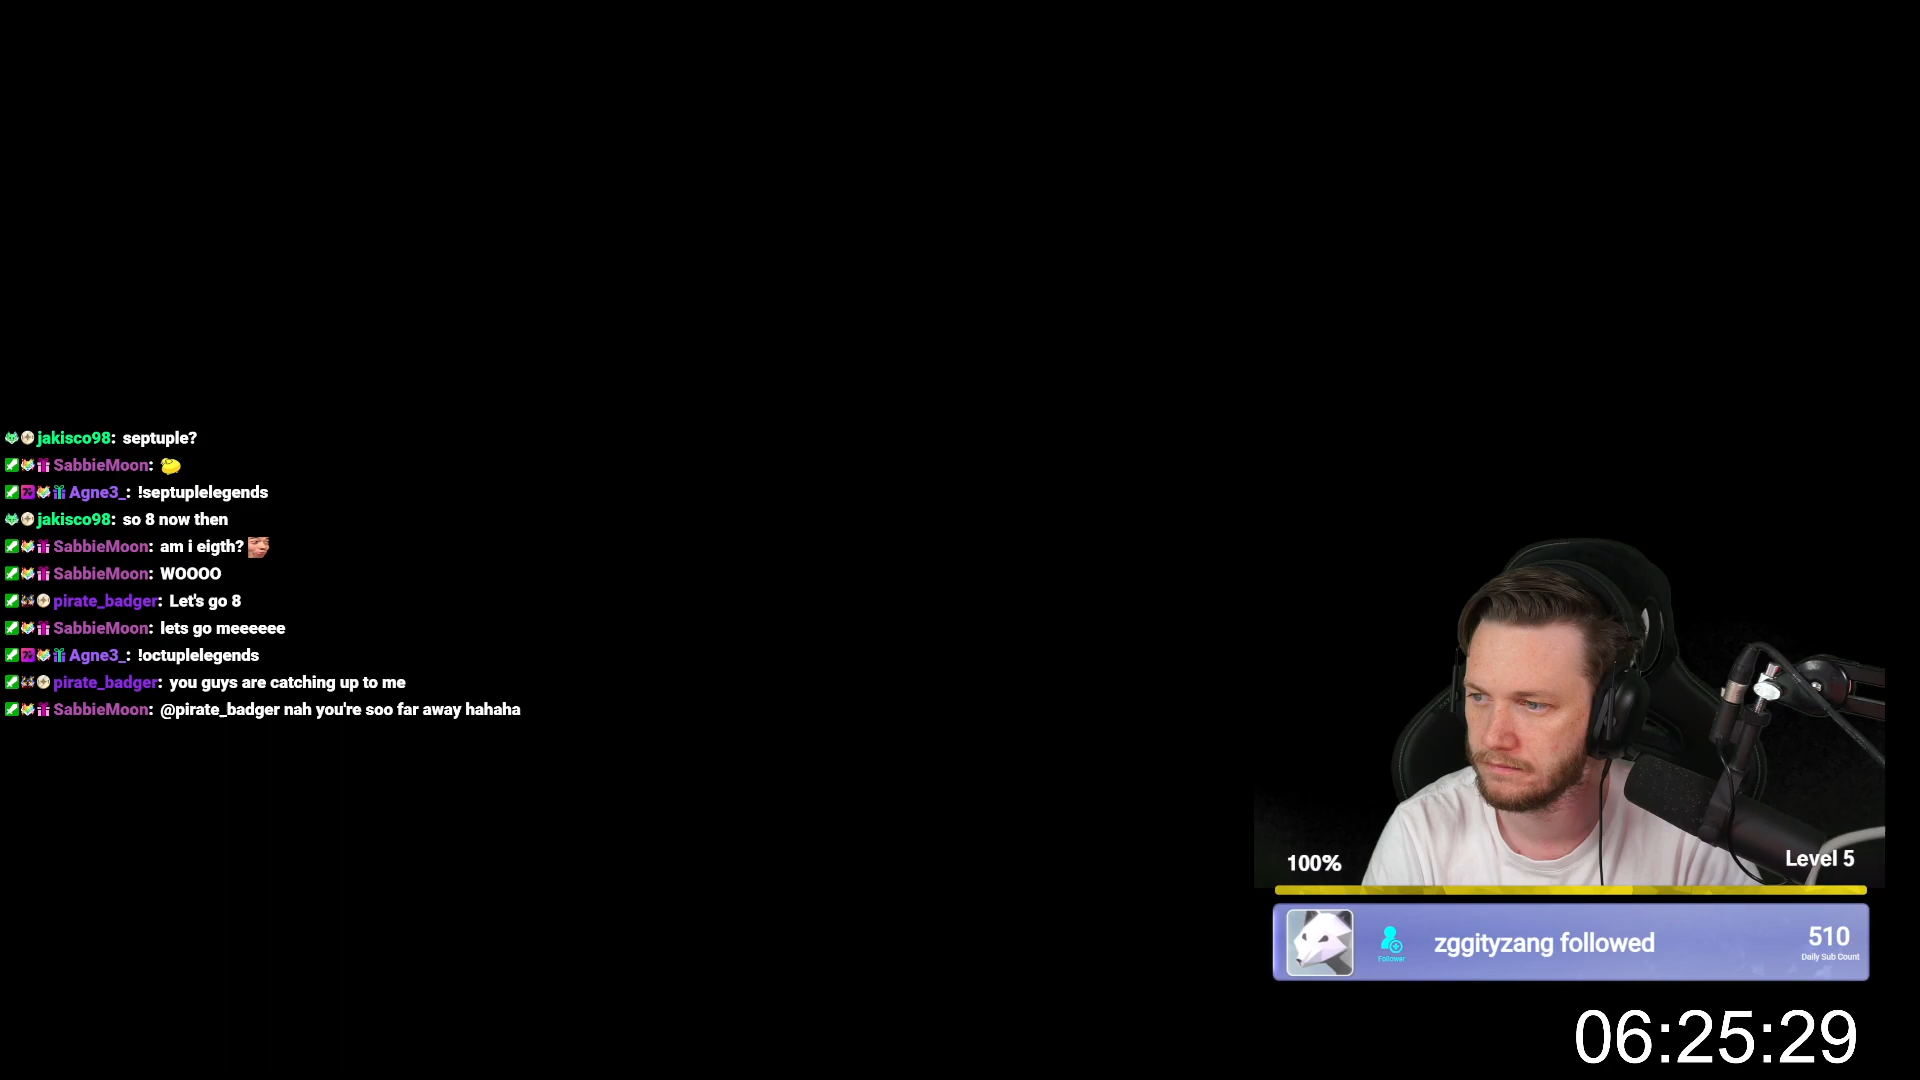 jakisco98: septuple?
SabbieMoon:
Agne3_: !septuplelegends
jakisco98: so 8 now then
SabbieMoon: am i eigth?
SabbieMoon: WOOOO
pirate_badger: Let's go 8
SabbieMoon: lets go meeeeee
Agne3_: !octuplelegends
pirate_badger: you guys are catching up to me
SabbieMoon: @pirate_badger nah you're soo far away hahaha
100%
Level 5
Follower
zggityzang followed
510
Daily Sub Count
06:25:29